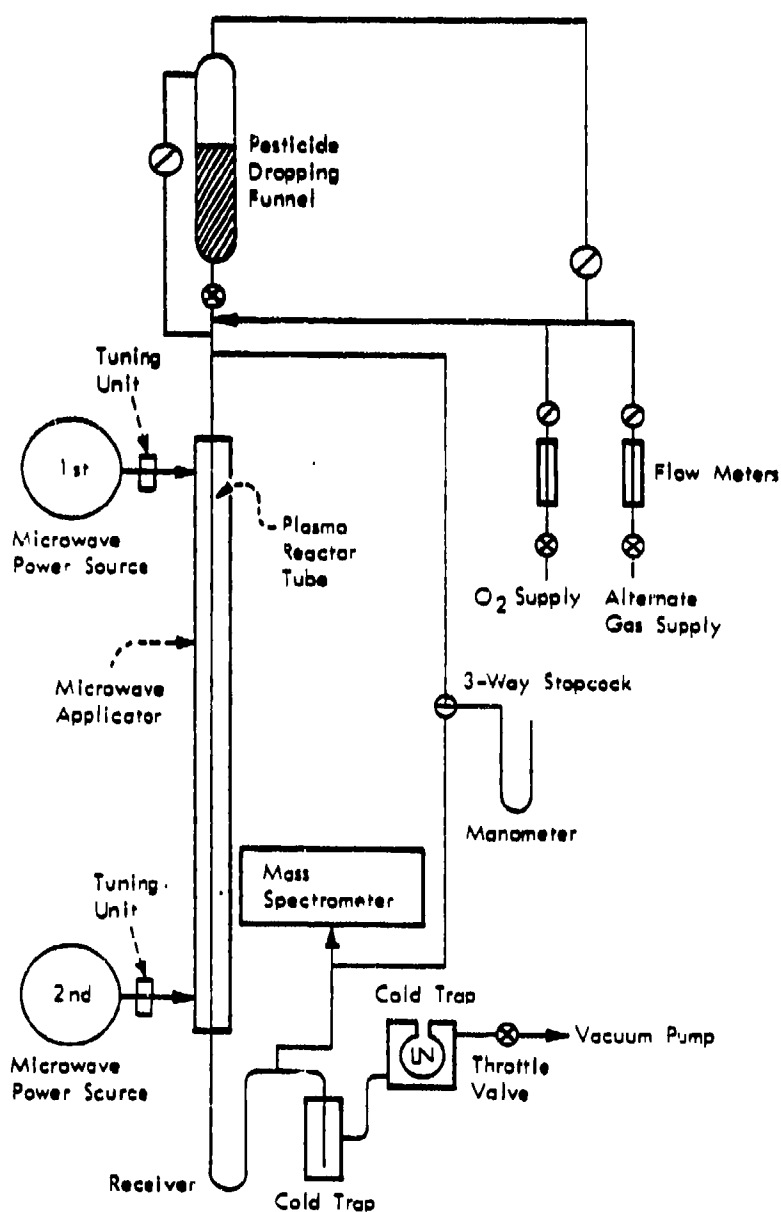 Pesticide
Dropping
Funnel
Tuning
Unit
1st
Microwave
Power Source
Plasma
Reactor
Tube
Flow Meters
O2 Supply
Alternate
Gas Supply
Microwave
Applicator
3-Way Stopcock
Manometer
Mass
Spectrometer
Tuning
Unit
2nd
Microwave
Power Source
Cold Trap
LN
Throttle
Valve
Vacuum Pump
Receiver
Cold Trap